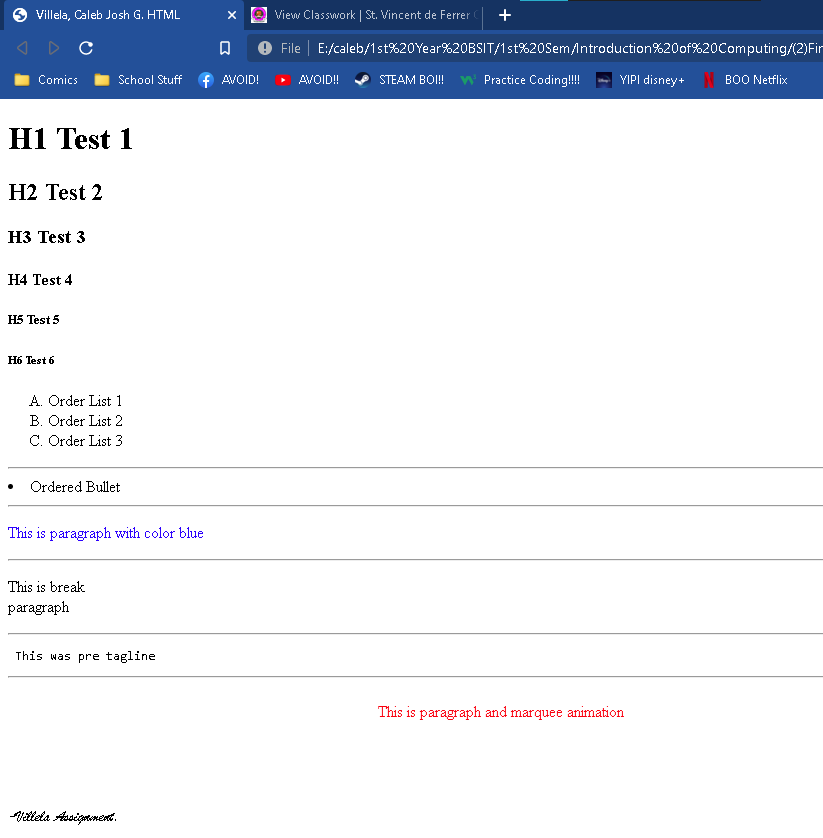 Villela, Caleb Josh G. HTML
View Classwork | St. Vincent de Ferrer
File E:/caleb/1st%20Year%20BSIT/1st%20Sem/Introduction%20of%20Computing/(2)Fin
Comics School Stuff AVOID! AVOID!! STEAM BOI!! Practice Coding!!!! YIPI disney+ BOO Netflix
H1 Test 1
H2 Test 2
H3 Test 3
H4 Test 4
H5 Test 5
H6 Test 6
A. Order List 1
B. Order List 2
C. Order List 3
• Ordered Bullet
This is paragraph with color blue
This is break
paragraph
This was pre tagline
This is paragraph and marquee animation
-Villela Assignment.